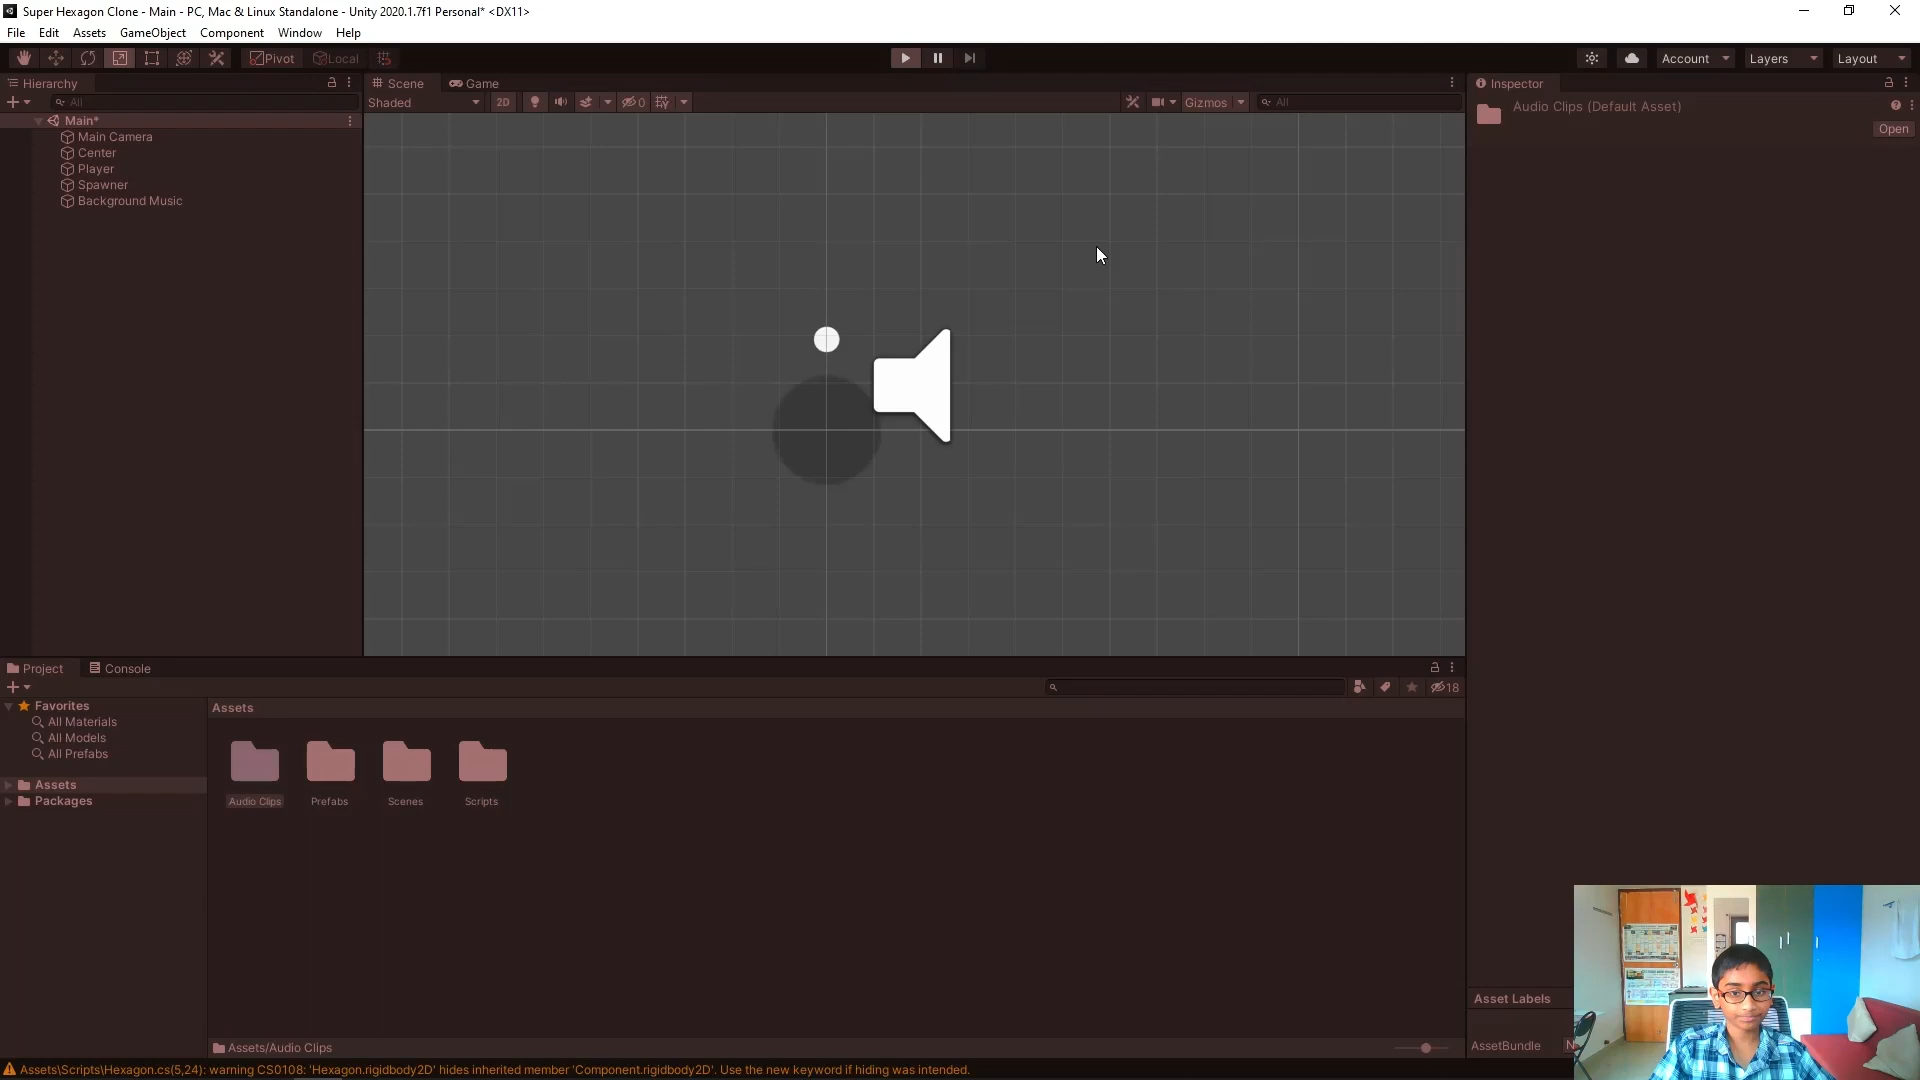 Super Hexagon Clone - Main - PC, Mac & Linux Standalone - Unity 2020.1.7f1 Personal* <DX11>
File Edit Assets GameObject Component Window Help
Pivot Local Account Layers Layout
Hierarchy Scene Game Inspector
All Shaded 2D 0 Gizmos All Audio Clips (Default Asset)
Open
Main*
Main Camera
Center
Player
Spawner
Background Music
Project Console
18
Favorites Assets
All Materials
All Models
All Prefabs
Assets
Packages
Audio Clips Prefabs Scenes Scripts
Asset Labels
Assets/Audio Clips AssetBundle
Assets\Scripts\Hexagon.cs(5,24): warning CS0108: 'Hexagon.rigidbody2D' hides inherited member 'Component.rigidbody2D'. Use the new keyword if hiding was intended.